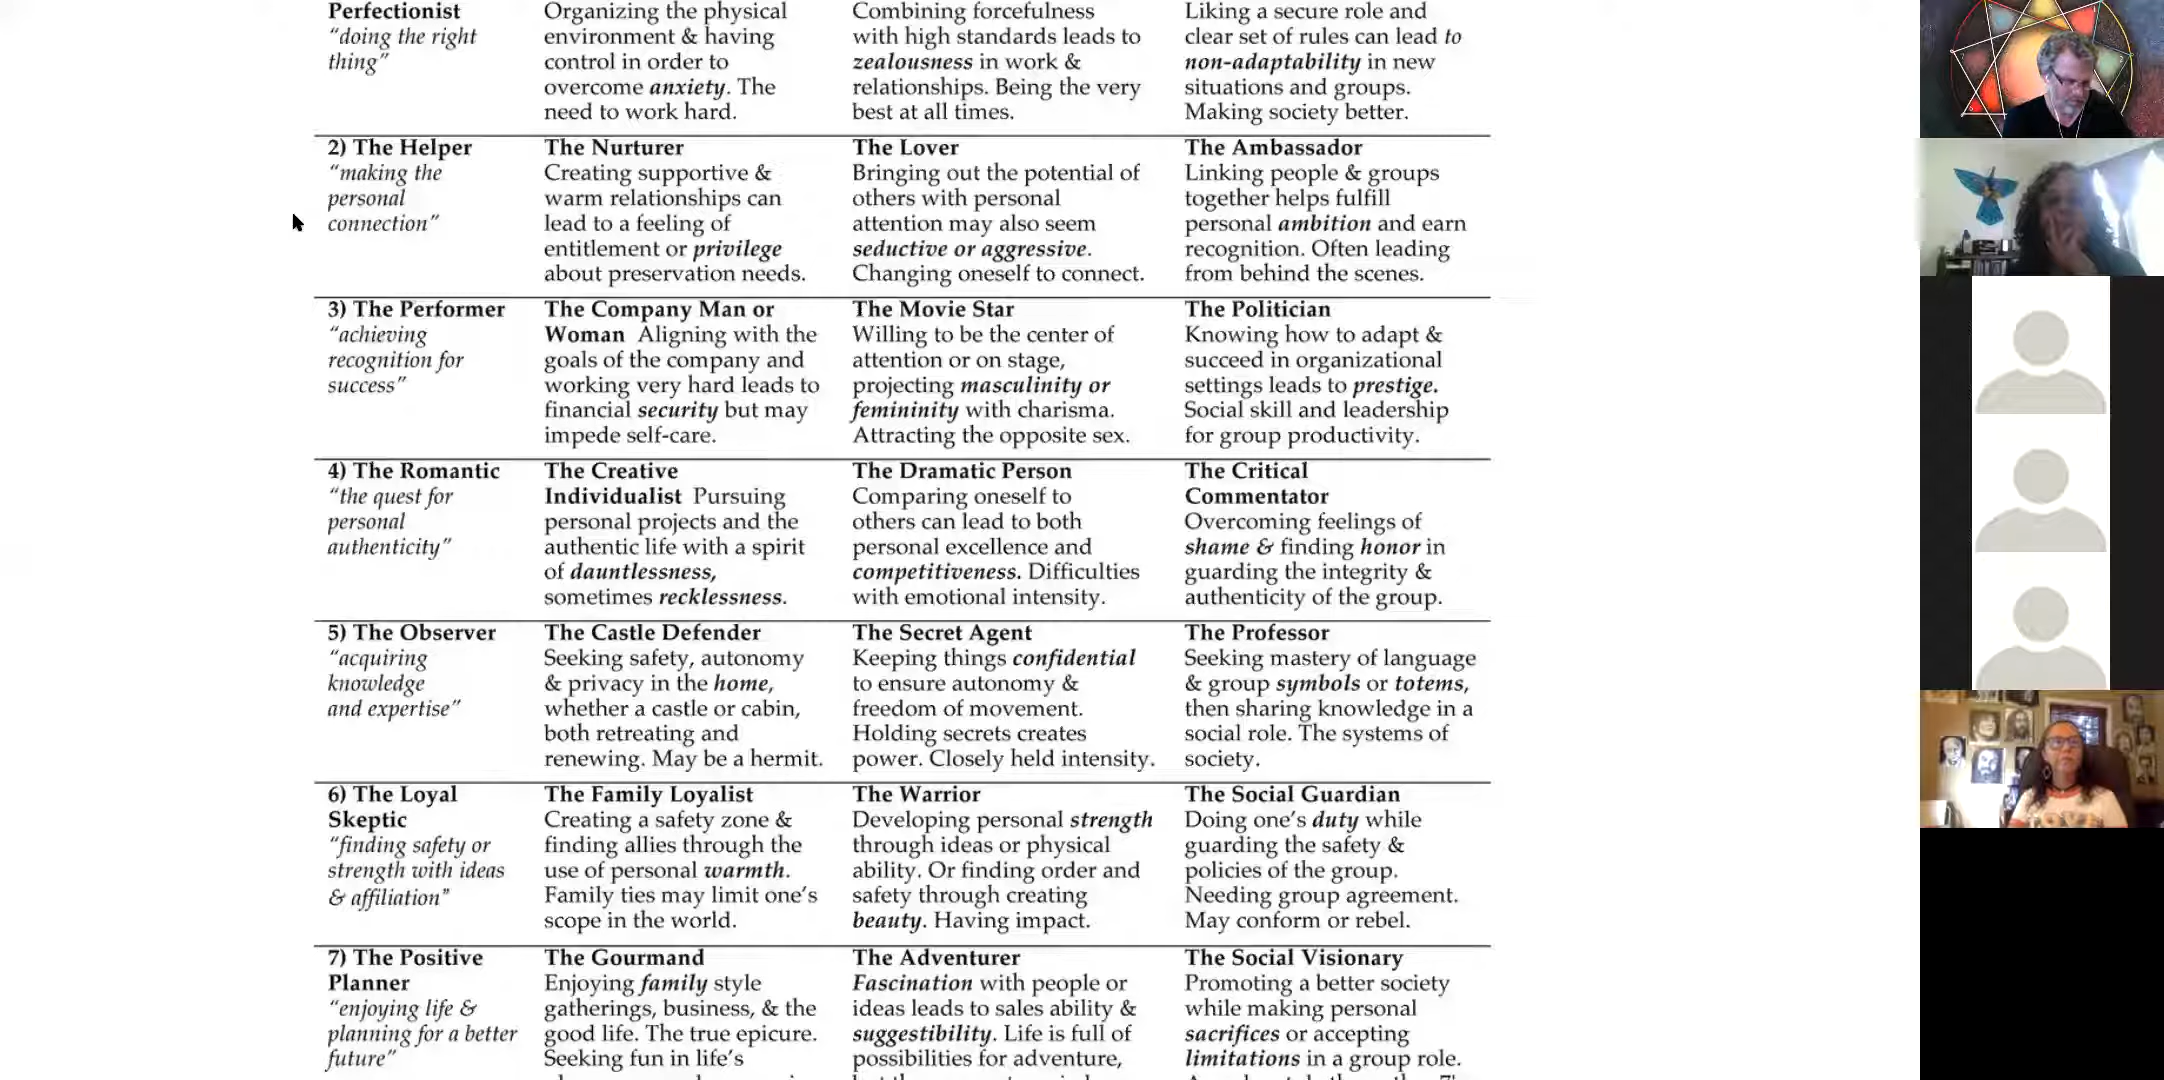 Perfectionist
“doing the right
thing”
Organizing the physical
environment & having
control in order to
overcome anxiety. The
need to work hard.
Combining forcefulness
with high standards leads to
zealousness in work &
relationships. Being the very
best at all times.
Liking a secure role and
clear set of rules can lead to
non-adaptability in new
situations and groups.
Making society better.
2) The Helper
“making the
personal
connection”
The Nurturer
Creating supportive &
warm relationships can
lead to a feeling of
entitlement or privilege
about preservation needs.
The Lover
Bringing out the potential of
others with personal
attention may also seem
seductive or aggressive.
Changing oneself to connect.
The Ambassador
Linking people & groups
together helps fulfill
personal ambition and earn
recognition. Often leading
from behind the scenes.
3) The Performer
“achieving
recognition for
success”
The Company Man or
Woman Aligning with the
goals of the company and
working very hard leads to
financial security but may
impede self-care.
The Movie Star
Willing to be the center of
attention or on stage,
projecting masculinity or
femininity with charisma.
Attracting the opposite sex.
The Politician
Knowing how to adapt &
succeed in organizational
settings leads to prestige.
Social skill and leadership
for group productivity.
4) The Romantic
“the quest for
personal
authenticity”
The Creative
Individualist Pursuing
personal projects and the
authentic life with a spirit
of dauntlessness,
sometimes recklessness.
The Dramatic Person
Comparing oneself to
others can lead to both
personal excellence and
competitiveness. Difficulties
with emotional intensity.
The Critical
Commentator
Overcoming feelings of
shame & finding honor in
guarding the integrity &
authenticity of the group.
5) The Observer
“acquiring
knowledge
and expertise”
The Castle Defender
Seeking safety, autonomy
& privacy in the home,
whether a castle or cabin,
both retreating and
renewing. May be a hermit.
The Secret Agent
Keeping things confidential
to ensure autonomy &
freedom of movement.
Holding secrets creates
power. Closely held intensity.
The Professor
Seeking mastery of language
& group symbols or totems,
then sharing knowledge in a
social role. The systems of
society.
6) The Loyal
Skeptic
“finding safety or
strength with ideas
& affiliation”
The Family Loyalist
Creating a safety zone &
finding allies through the
use of personal warmth.
Family ties may limit one’s
scope in the world.
The Warrior
Developing personal strength
through ideas or physical
ability. Or finding order and
safety through creating
beauty. Having impact.
The Social Guardian
Doing one’s duty while
guarding the safety &
policies of the group.
Needing group agreement.
May conform or rebel.
7) The Positive
Planner
“enjoying life &
planning for a better
future”
The Gourmand
Enjoying family style
gatherings, business, & the
good life. The true epicure.
Seeking fun in life’s
The Adventurer
Fascination with people or
ideas leads to sales ability &
suggestibility. Life is full of
possibilities for adventure,
The Social Visionary
Promoting a better society
while making personal
sacrifices or accepting
limitations in a group role.